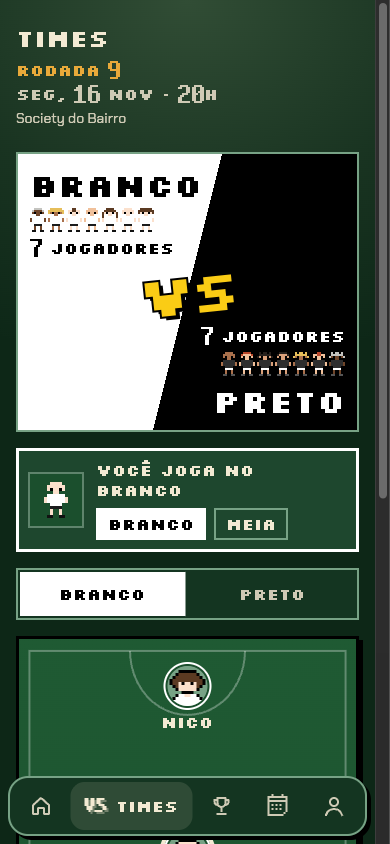 TIMES
RODADA 9
SEG, 16 NOV · 20H
Society do Bairro
BRANCO
7 JOGADORES
VS
7 JOGADORES
PRETO
VOCÊ JOGA NO
BRANCO
BRANCO MEIA
BRANCO PRETO
NICO
VS TIMES